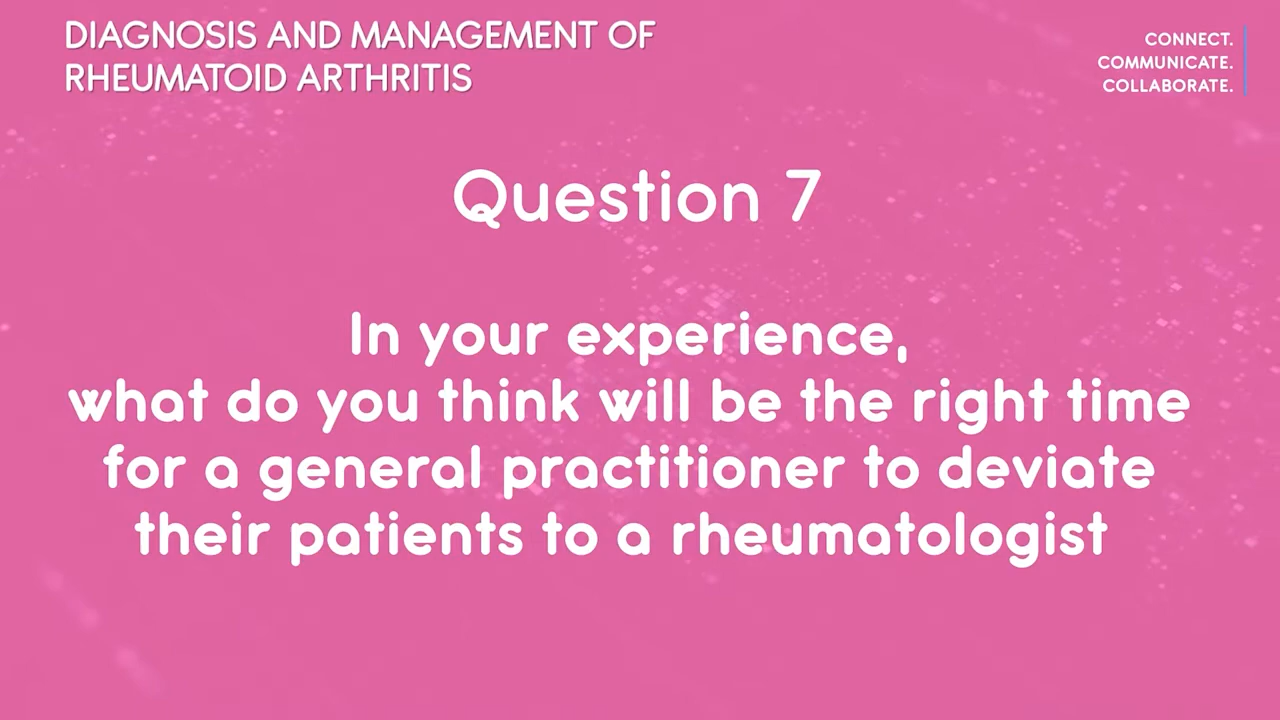 DIAGNOSIS AND MANAGEMENT OF
RHEUMATOID ARTHRITIS
CONNECT.
COMMUNICATE.
COLLABORATE.
Question 7
In your experience,
what do you think will be the right time
for a general practitioner to deviate
their patients to a rheumatologist